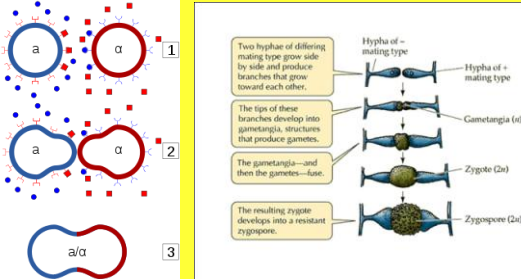 a
α
1
a
α
2
a/α
3
Two hyphae of differing
mating type grow side
by side and produce
branches that grow
toward each other.
Hypha of –
mating type
Hypha of +
mating type
The tips of these
branches develop into
gametangia, structures
that produce gametes.
Gametangia (n)
The gametangia—and
then the gametes—fuse.
Zygote (2n)
The resulting zygote
develops into a resistant
zygospore.
Zygospore (2n)